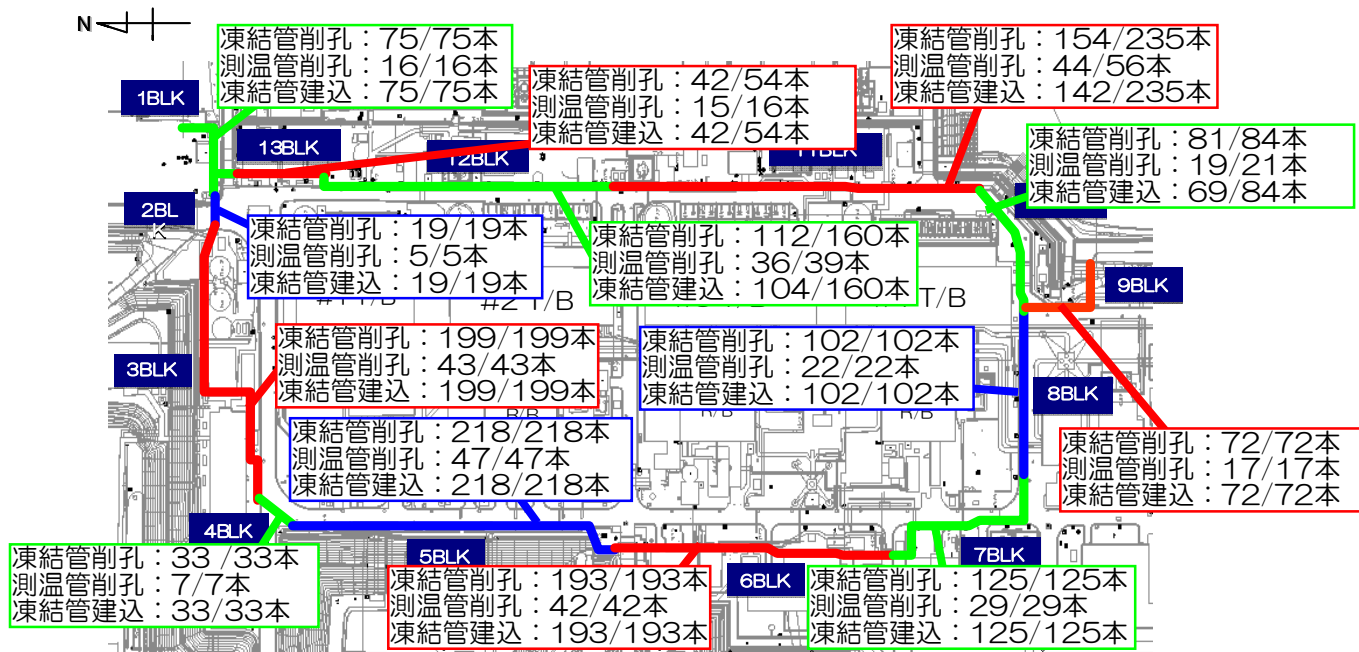 N
凍結管削孔：75/75本
測温管削孔：16/16本
凍結管建込：75/75本
凍結管削孔：154/235本
測温管削孔：44/56本
凍結管建込：142/235本
凍結管削孔：42/54本
測温管削孔：15/16本
凍結管建込：42/54本
1BLK
凍結管削孔：81/84本
測温管削孔：19/21本
凍結管建込：69/84本
13BLK
12BLK
11BLK
2BL
K
凍結管削孔：19/19本
測温管削孔：5/5本
凍結管建込：19/19本
凍結管削孔：112/160本
測温管削孔：36/39本
凍結管建込：104/160本
9BLK
#2 T/B
T/B
凍結管削孔：199/199本
測温管削孔：43/43本
凍結管建込：199/199本
凍結管削孔：102/102本
測温管削孔：22/22本
凍結管建込：102/102本
3BLK
8BLK
R/B
R/B
R/B
凍結管削孔：218/218本
測温管削孔：47/47本
凍結管建込：218/218本
凍結管削孔：72/72本
測温管削孔：17/17本
凍結管建込：72/72本
4BLK
5BLK
6BLK
7BLK
凍結管削孔：33 /33本
測温管削孔：7/7本
凍結管建込：33/33本
凍結管削孔：193/193本
測温管削孔：42/42本
凍結管建込：193/193本
凍結管削孔：125/125本
測温管削孔：29/29本
凍結管建込：125/125本